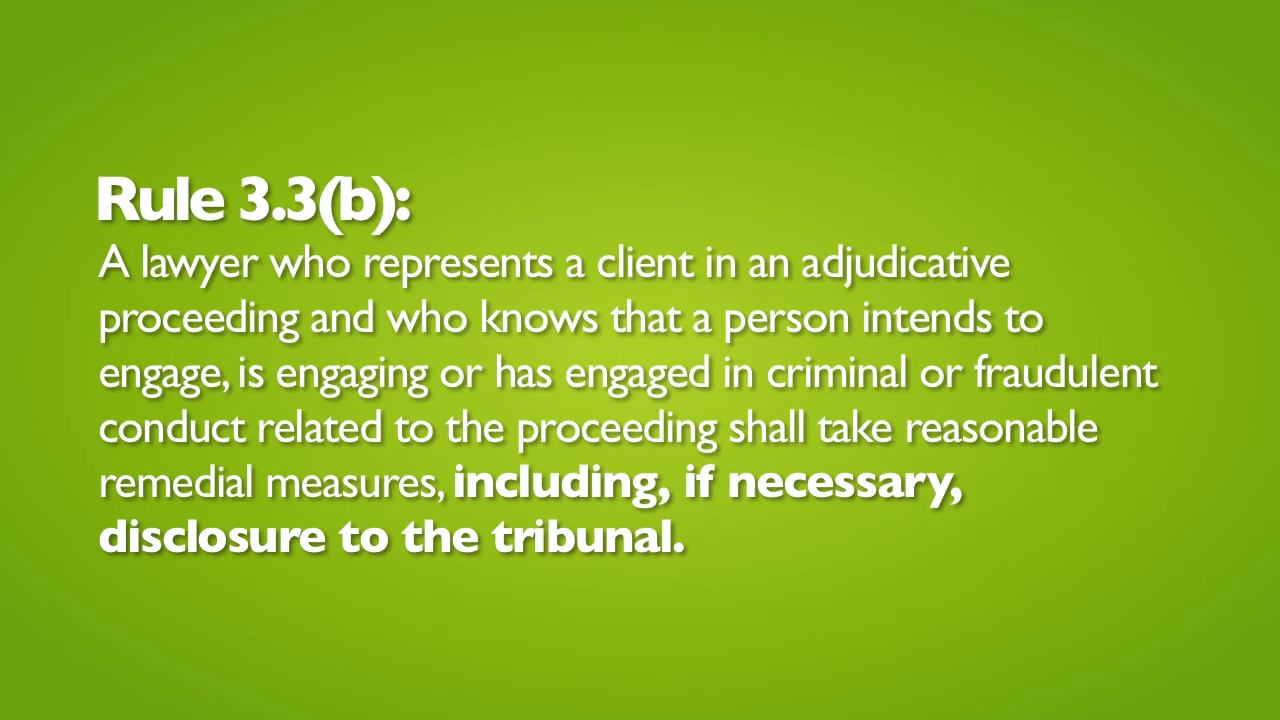 Rule 3.3(b):
A lawyer who represents a client in an adjudicative
proceeding and who knows that a person intends to
engage, is engaging or has engaged in criminal or fraudulent
conduct related to the proceeding shall take reasonable
remedial measures, including, if necessary,
disclosure to the tribunal.